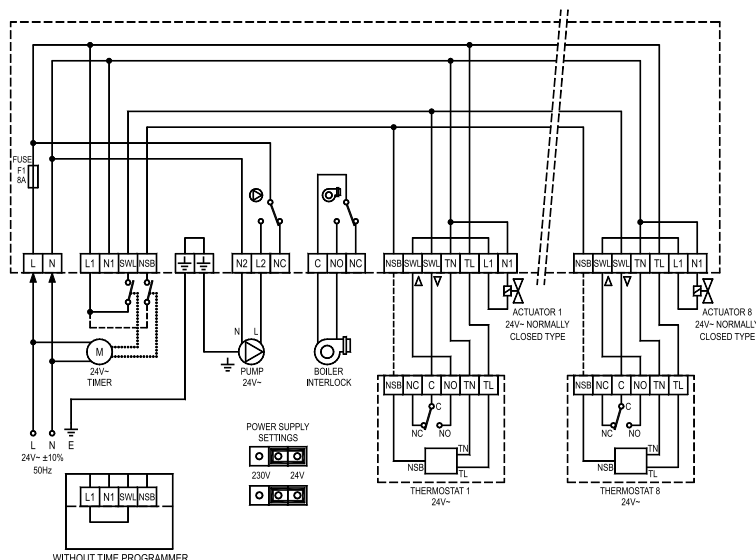 FUSE
F1
8A
L N L1 N1 SWL NSB N2 L2 NC C NO NC NSB SWL SWL TN TL L1 N1 NSB SWL SWL TN TL L1 N1
ACTUATOR 1
24V~ NORMALLY
CLOSED TYPE
ACTUATOR 8
24V~ NORMALLY
CLOSED TYPE
N L
M
24V~
TIMER
PUMP
24V~
BOILER
INTERLOCK
NSB NC C NO TN TL
NSB NC C NO TN TL
C
NC NO
TN
NSB
TL
THERMOSTAT 1
24V~
C
NC NO
TN
NSB
TL
THERMOSTAT 8
24V~
L N E
24V~ ±10%
50Hz
POWER SUPPLY
SETTINGS
230V 24V
L1 N1 SWL NSB
WITHOUT TIME PROGRAMMER